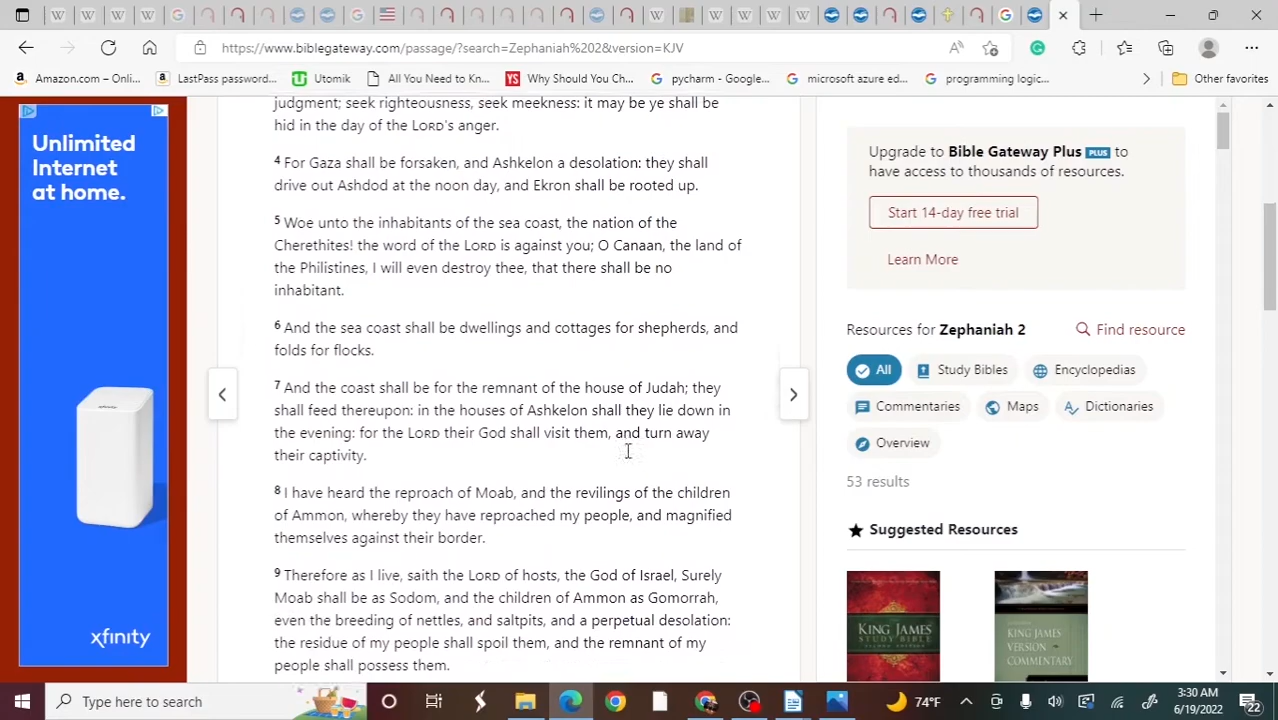 https://www.biblegateway.com/passage/?search=Zephaniah%202&version=KJV
Amazon.com – Onli...
LastPass password...
Utomik
All You Need to Kn...
Why Should You Ch...
pycharm - Google...
microsoft azure ed...
programming logic...
Other favorites
Unlimited
Internet
at home.
xfinity
judgment; seek righteousness, seek meekness: it may be ye shall be
hid in the day of the LORD's anger.
4 For Gaza shall be forsaken, and Ashkelon a desolation: they shall
drive out Ashdod at the noon day, and Ekron shall be rooted up.
5 Woe unto the inhabitants of the sea coast, the nation of the
Cherethites! the word of the LORD is against you; O Canaan, the land of
the Philistines, I will even destroy thee, that there shall be no
inhabitant.
6 And the sea coast shall be dwellings and cottages for shepherds, and
folds for flocks.
7 And the coast shall be for the remnant of the house of Judah; they
shall feed thereupon: in the houses of Ashkelon shall they lie down in
the evening: for the LORD their God shall visit them, and turn away
their captivity.
8 I have heard the reproach of Moab, and the revilings of the children
of Ammon, whereby they have reproached my people, and magnified
themselves against their border.
9 Therefore as I live, saith the LORD of hosts, the God of Israel, Surely
Moab shall be as Sodom, and the children of Ammon as Gomorrah,
even the breeding of nettles, and saltpits, and a perpetual desolation:
the residue of my people shall spoil them, and the remnant of my
people shall possess them.
Upgrade to Bible Gateway Plus PLUS to
have access to thousands of resources.
Start 14-day free trial
Learn More
Resources for Zephaniah 2
Find resource
All
Study Bibles
Encyclopedias
Commentaries
Maps
Dictionaries
Overview
53 results
Suggested Resources
THE
KING JAMES
STUDY BIBLE
KING JAMES
VERSION
COMMENTARY
Type here to search
74°F
3:30 AM
6/19/2022
22